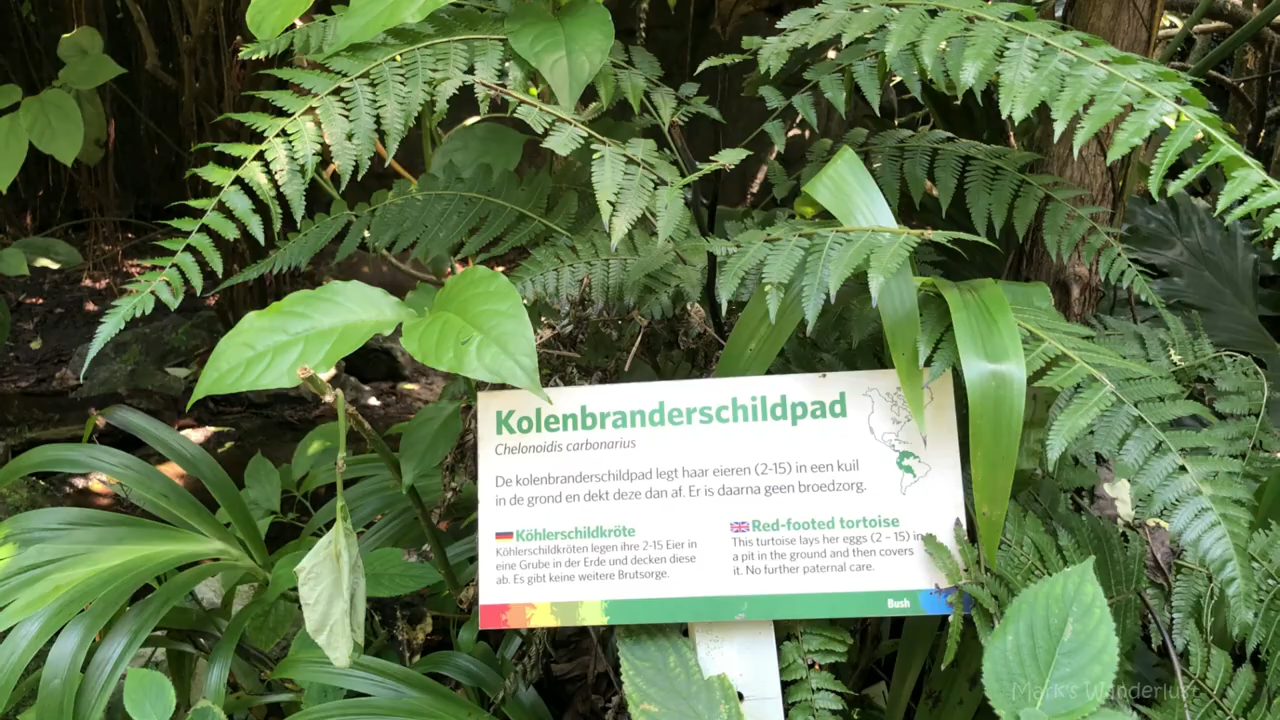 Kolenbranderschildpad
Chelonoidis carbonarius
De kolenbranderschildpad legt haar eieren (2-15) in een kuil
in de grond en dekt deze dan af. Er is daarna geen broedzorg.
Köhlerschildkröte
Köhlerschildkröten legen ihre 2-15 Eier in
eine Grube in der Erde und decken diese
ab. Es gibt keine weitere Brutsorge.
Red-footed tortoise
This turtoise lays her eggs (2 – 15) in
a pit in the ground and then covers
it. No further paternal care.
Bush
Mark's Wanderlust